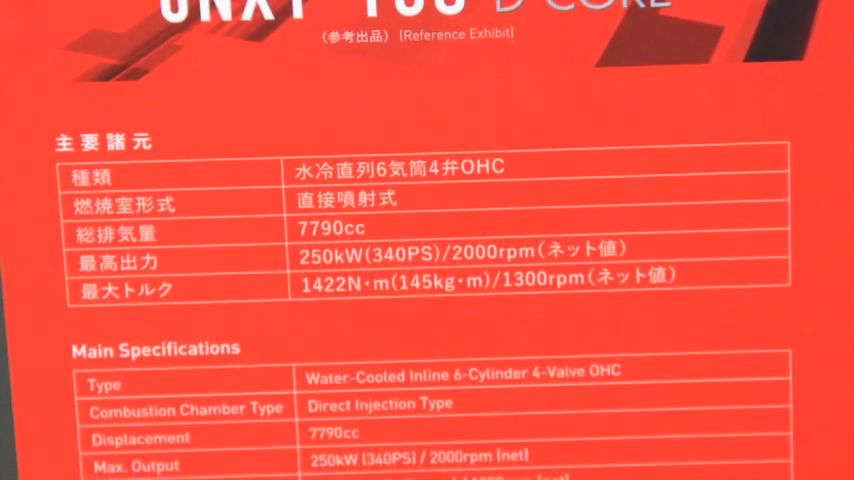 D CORE
（参考出品） (Reference Exhibit)
主要諸元
種類 水冷直列6気筒4弁OHC
燃焼室形式 直接噴射式
総排気量 7790cc
最高出力 250kW(340PS)/2000rpm（ネット値）
最大トルク 1422N・m(145kg・m)/1300rpm（ネット値）
Main Specifications
Type Water-Cooled Inline 6-Cylinder 4-Valve OHC
Combustion Chamber Type Direct Injection Type
Displacement 7790cc
Max. Output 250kW (340PS) / 2000rpm (net)